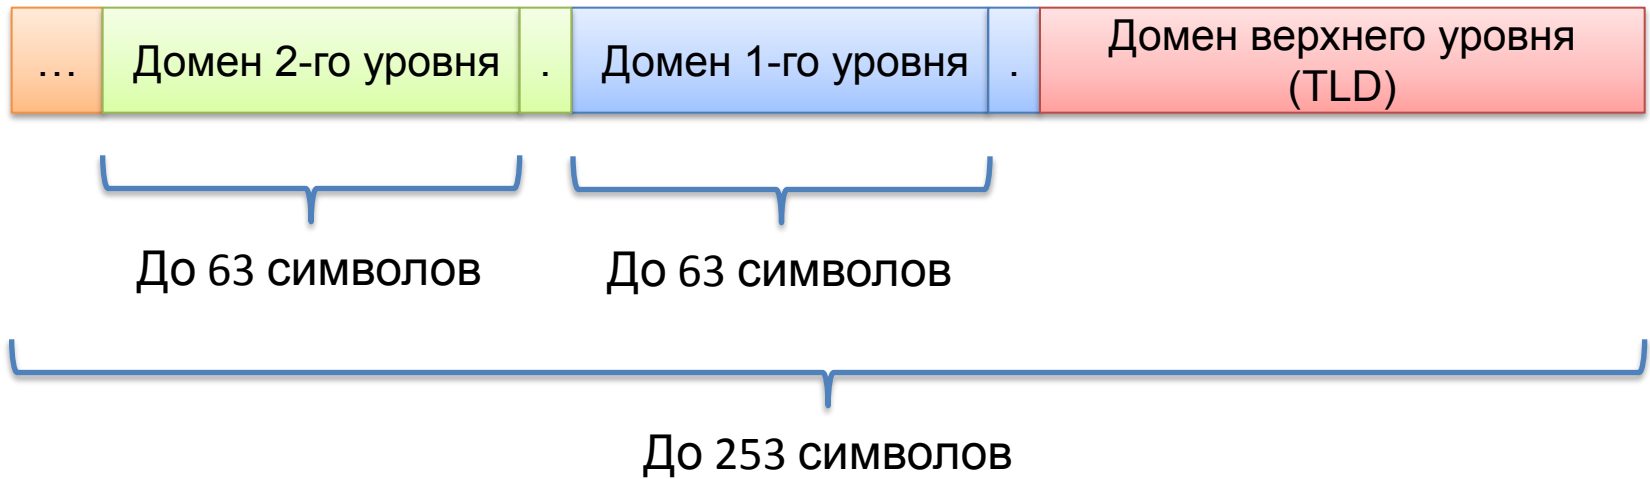 … Домен 2-го уровня . Домен 1-го уровня . Домен верхнего уровня
(TLD)
До 63 символов До 63 символов
До 253 символов